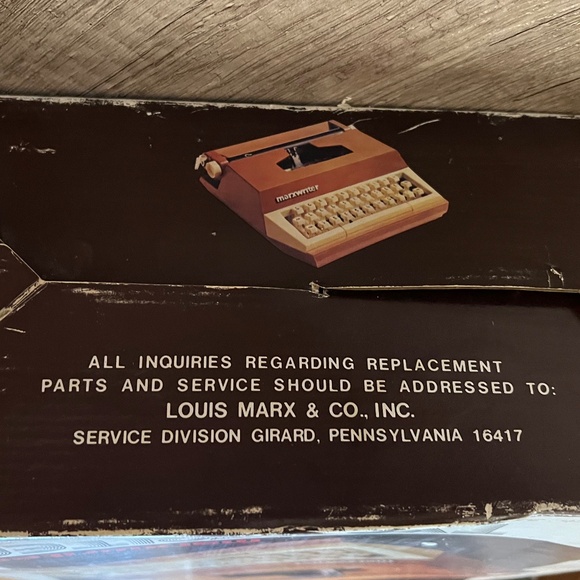 marxwriter
ALL INQUIRIES REGARDING REPLACEMENT
PARTS AND SERVICE SHOULD BE ADDRESSED TO:
LOUIS MARX & CO., INC.
SERVICE DIVISION GIRARD, PENNSYLVANIA 16417